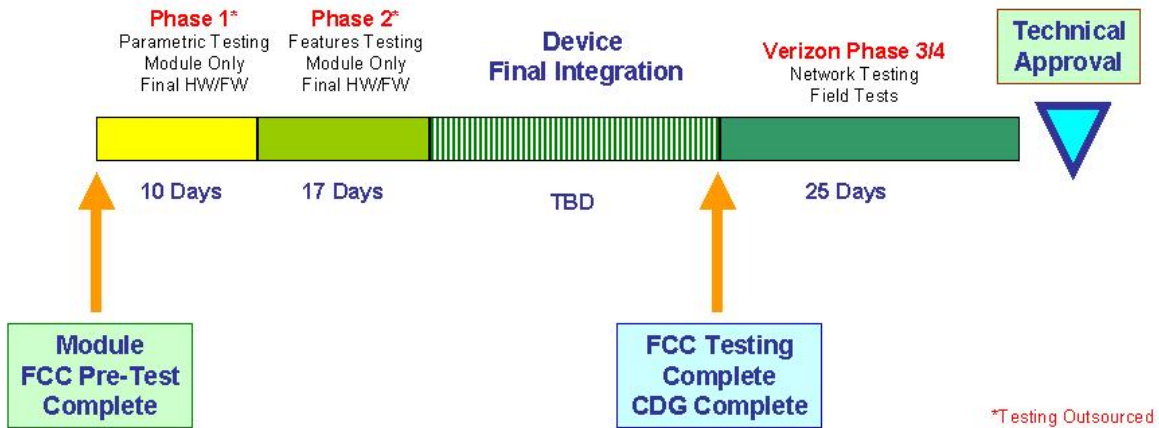 Phase 1*
Parametric Testing
Module Only
Final HW/FW
Phase 2*
Features Testing
Module Only
Final HW/FW
Device
Final Integration
Verizon Phase 3/4
Network Testing
Field Tests
Technical
Approval
10 Days
17 Days
TBD
25 Days
Module
FCC Pre-Test
Complete
FCC Testing
Complete
CDG Complete
*Testing Outsourced